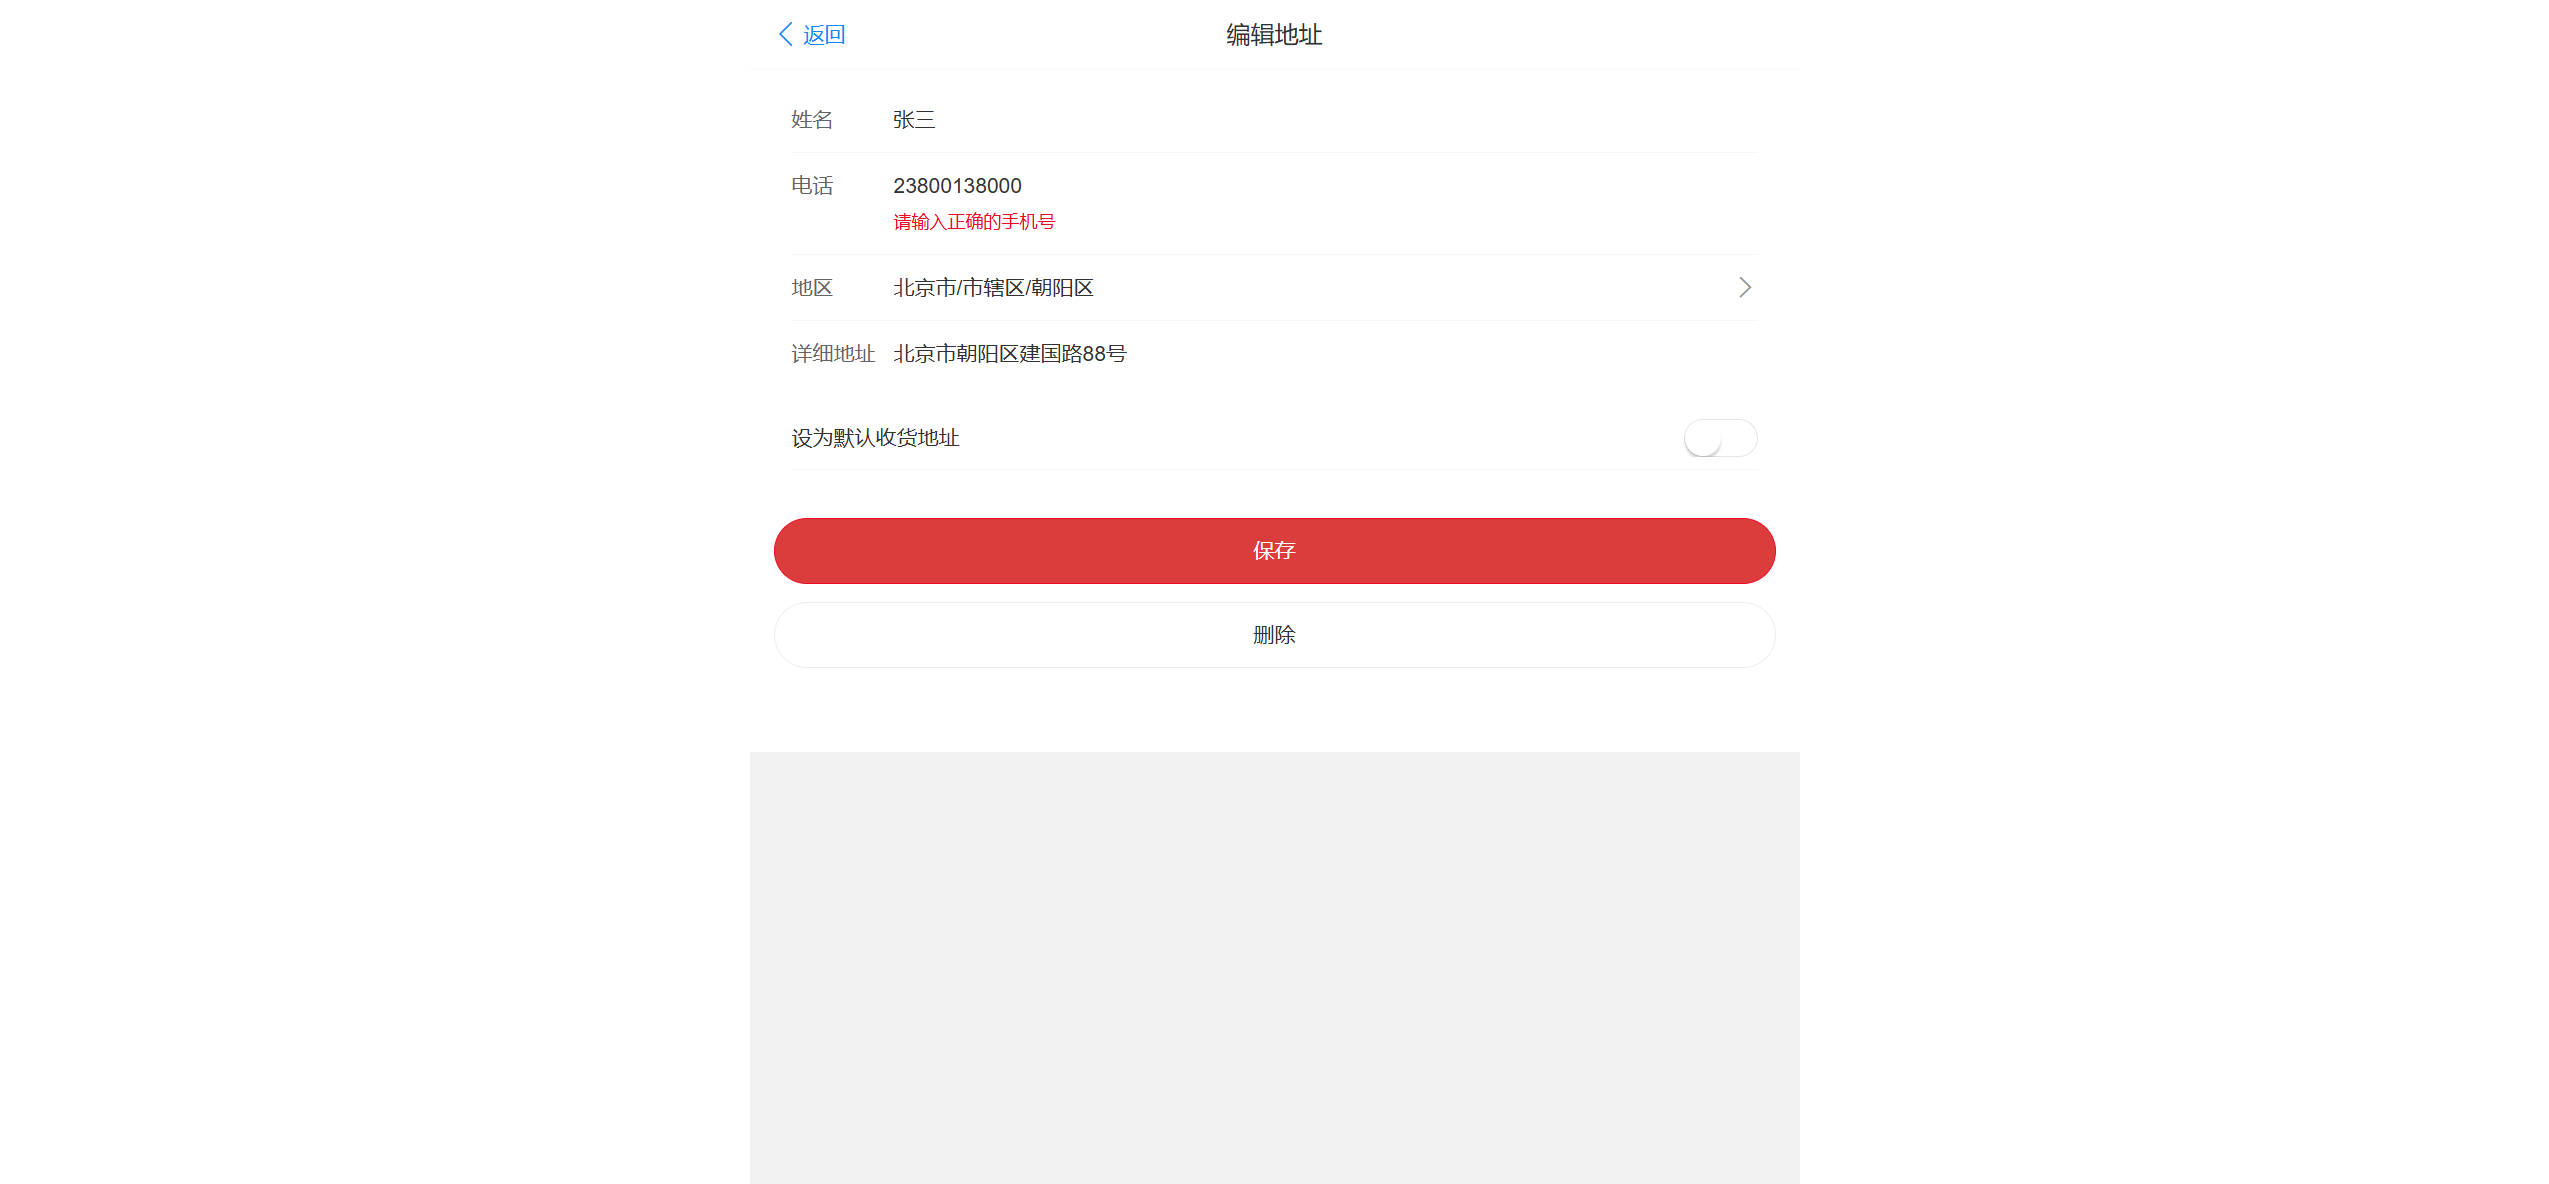 返回
编辑地址
姓名 张三
电话 23800138000
请输入正确的手机号
地区 北京市/市辖区/朝阳区
详细地址 北京市朝阳区建国路88号
设为默认收货地址
保存
删除